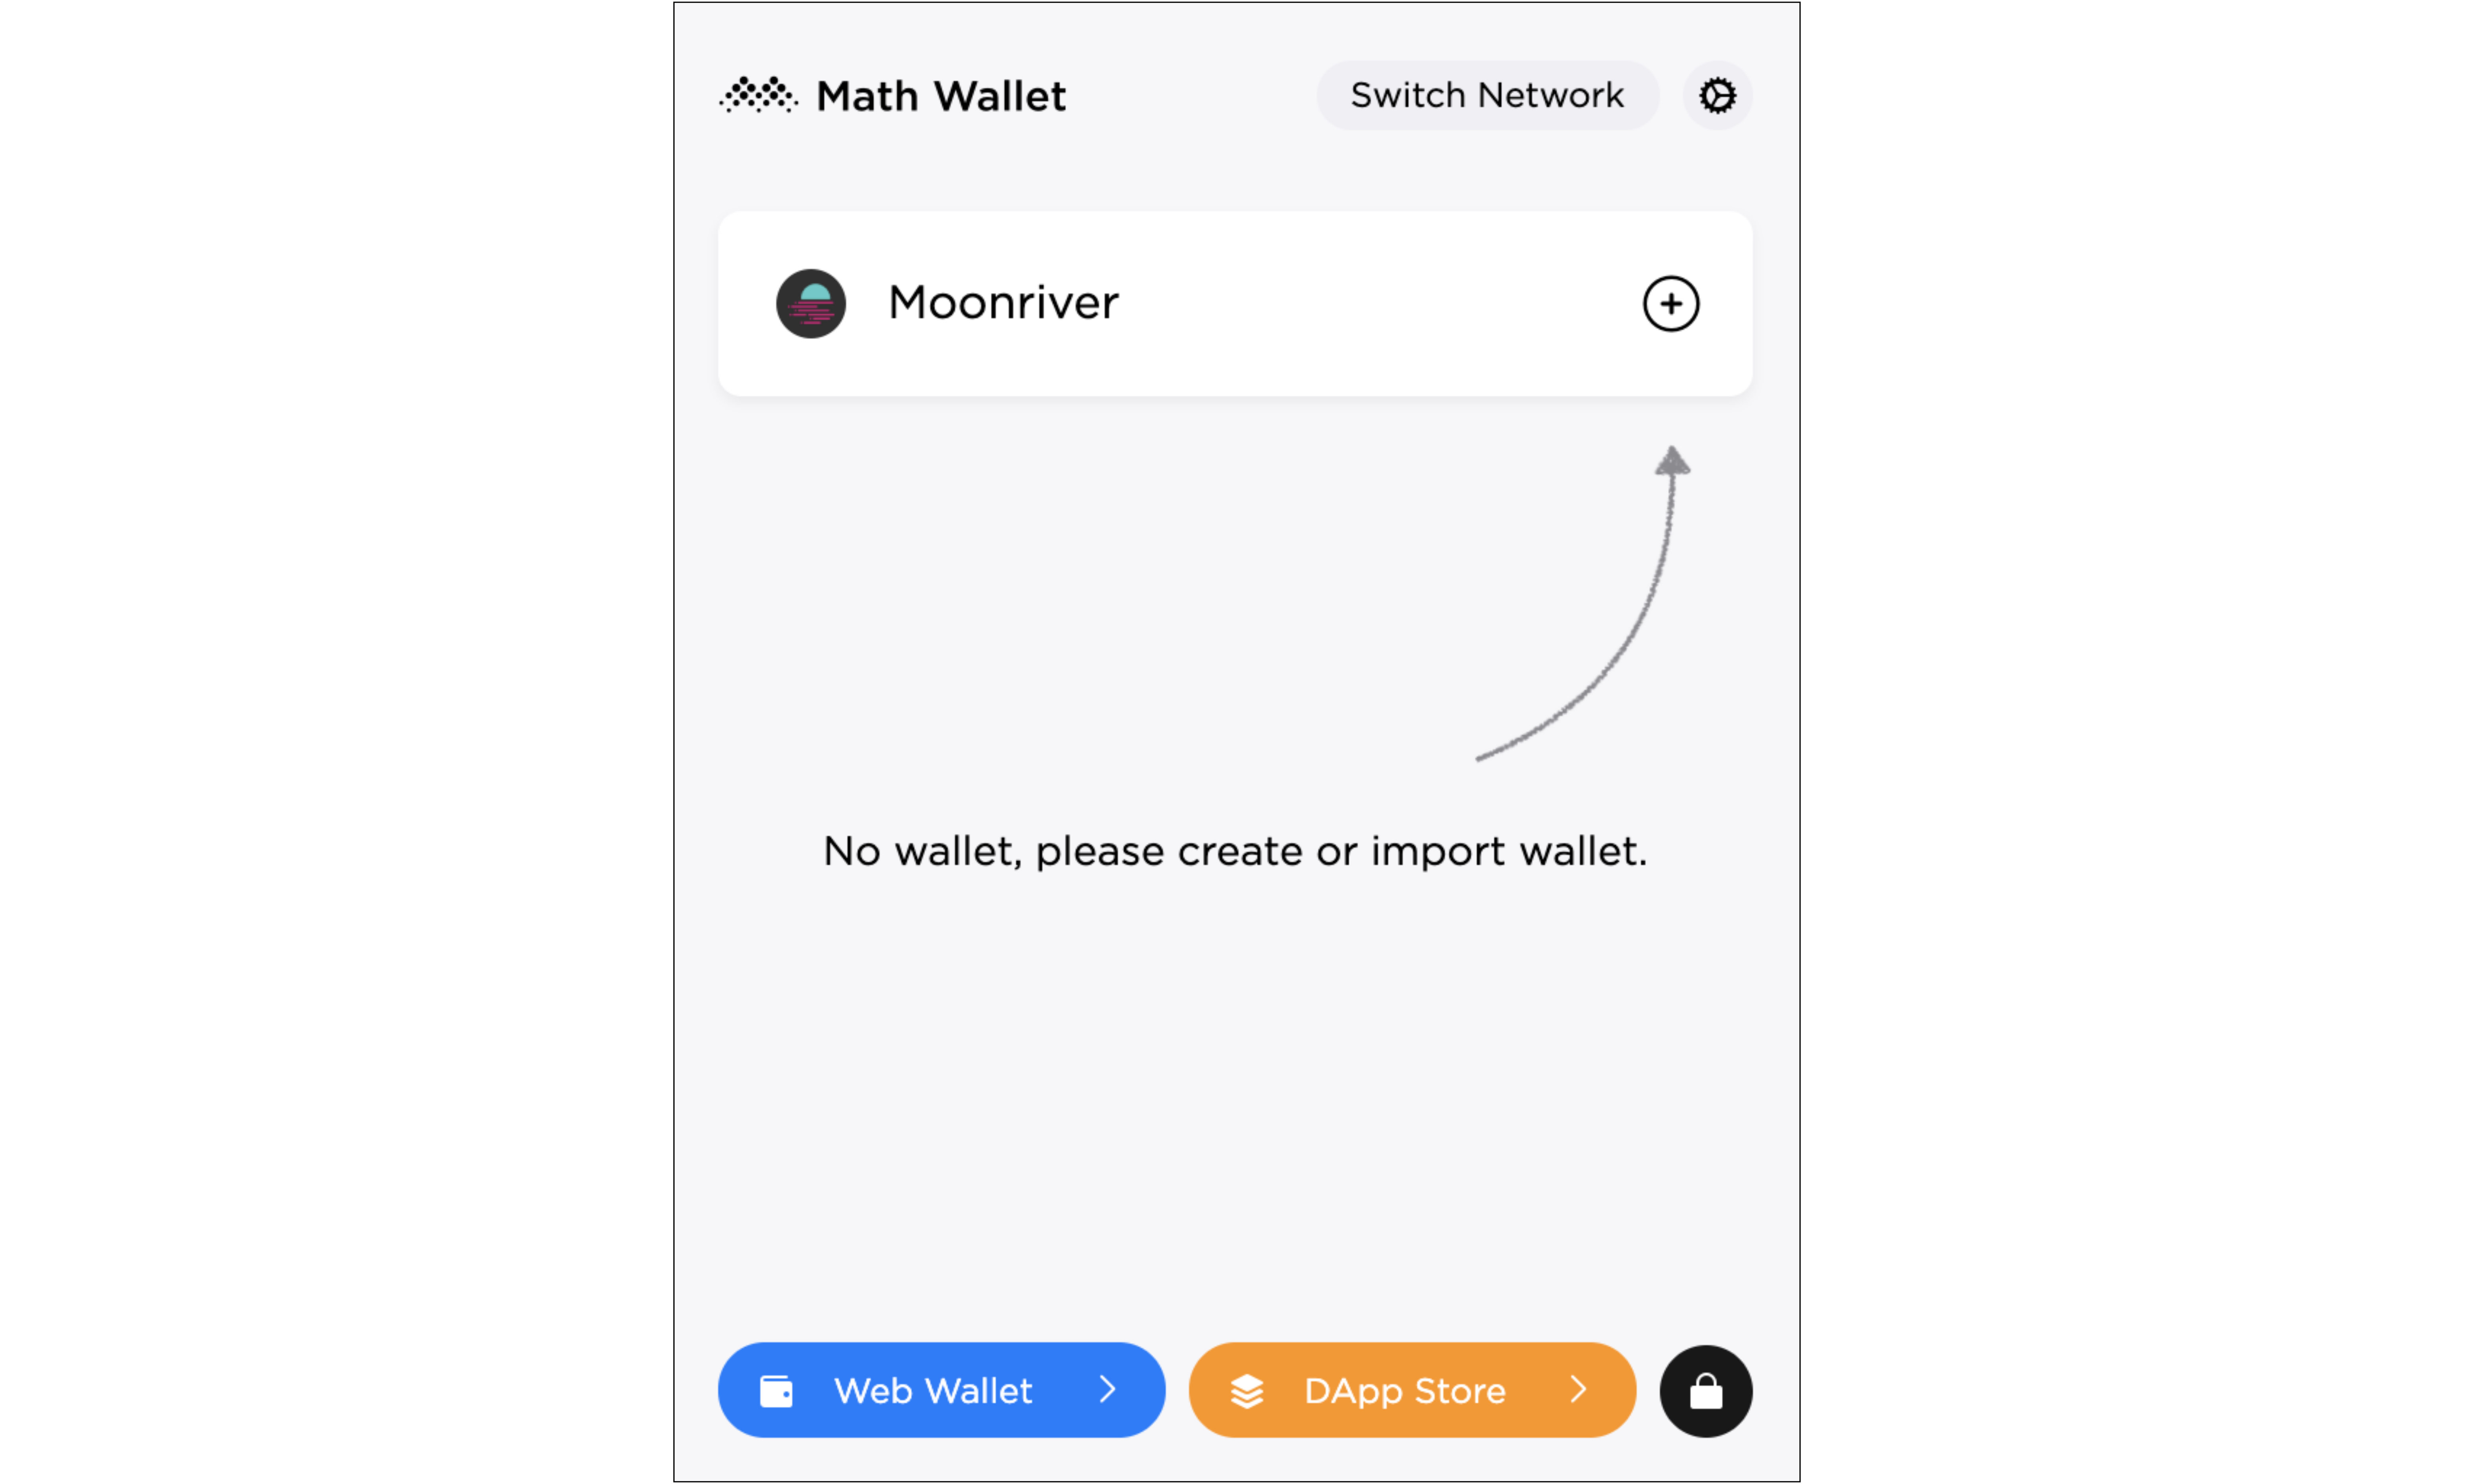 Math Wallet
Switch Network
Moonriver
No wallet, please create or import wallet.
Web Wallet
DApp Store